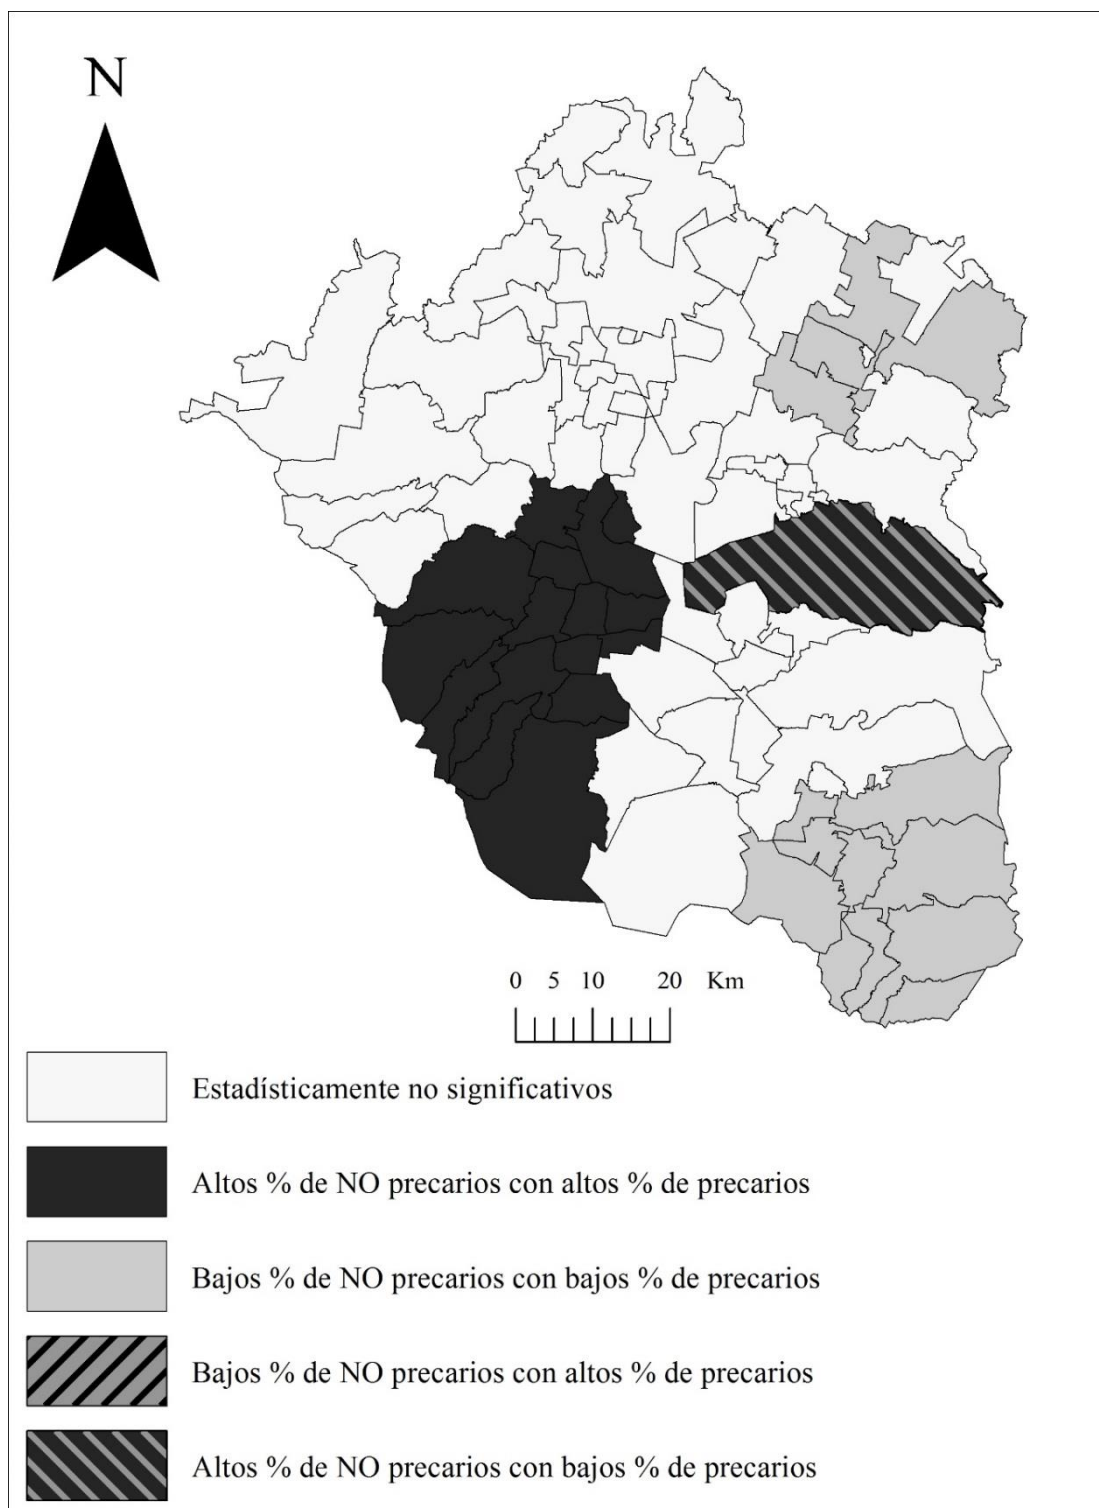 N
0 5 10 20 Km
Estadísticamente no significativos
Altos % de NO precarios con altos % de precarios
Bajos % de NO precarios con bajos % de precarios
Bajos % de NO precarios con altos % de precarios
Altos % de NO precarios con bajos % de precarios